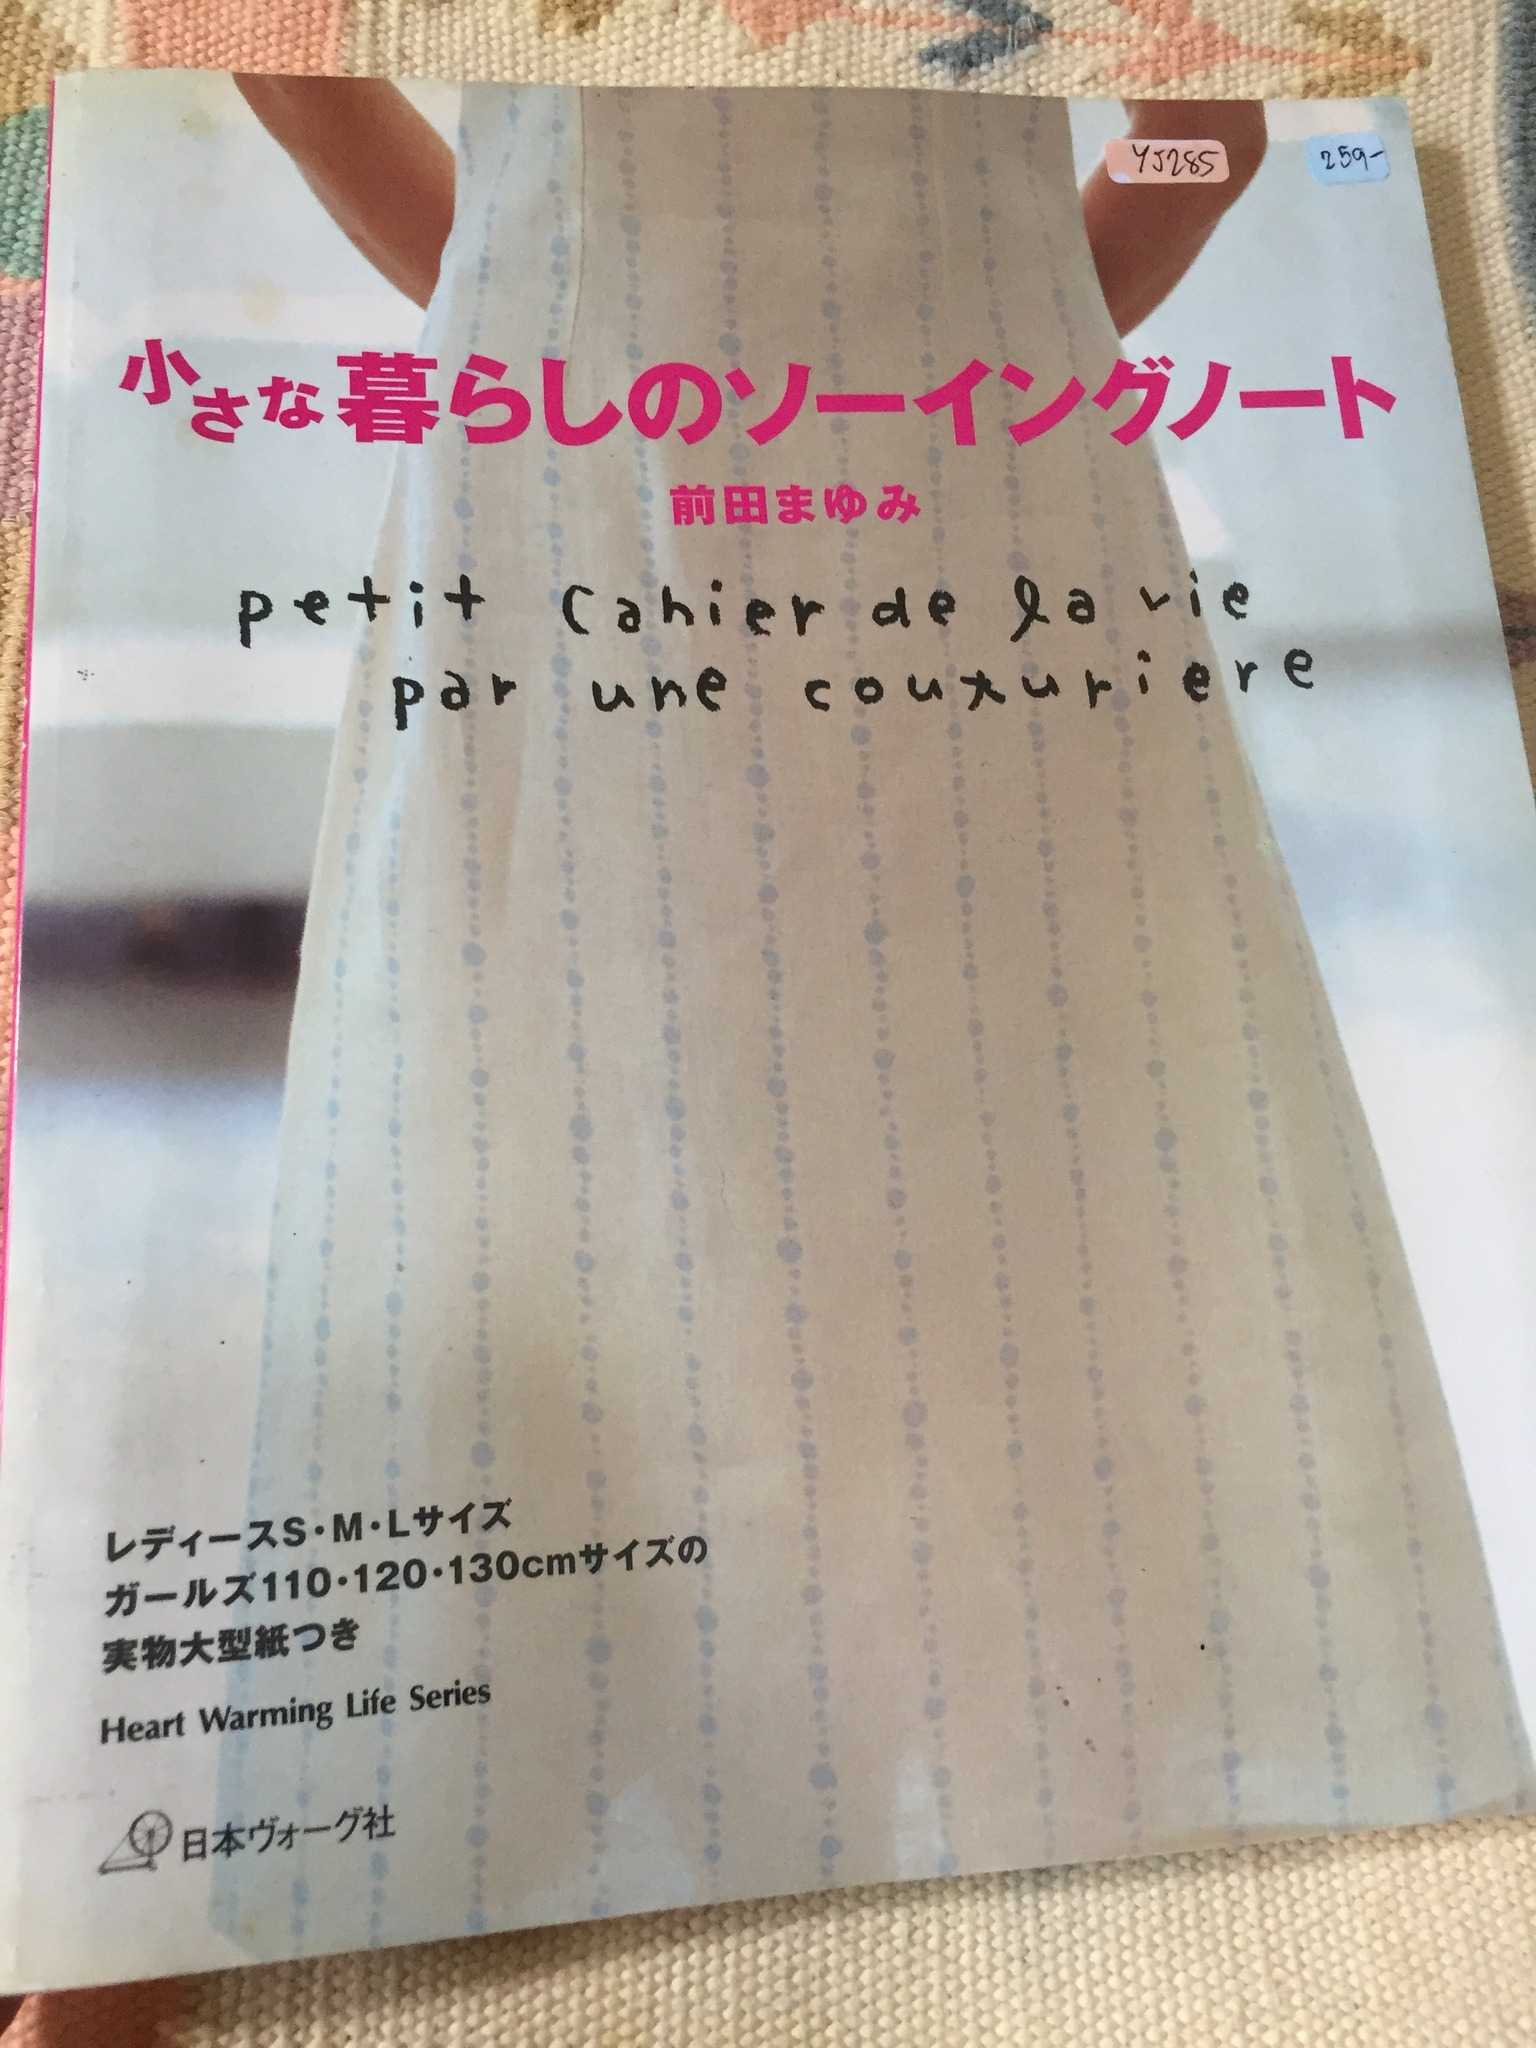 YJ285
259-
小さな暮らしのソーイングノート
前田まゆみ
petit cahier de la vie
par une couturiere
レディースS・M・Lサイズ
ガールズ110・120・130cmサイズの
実物大型紙つき
Heart Warming Life Series
日本ヴォーグ社